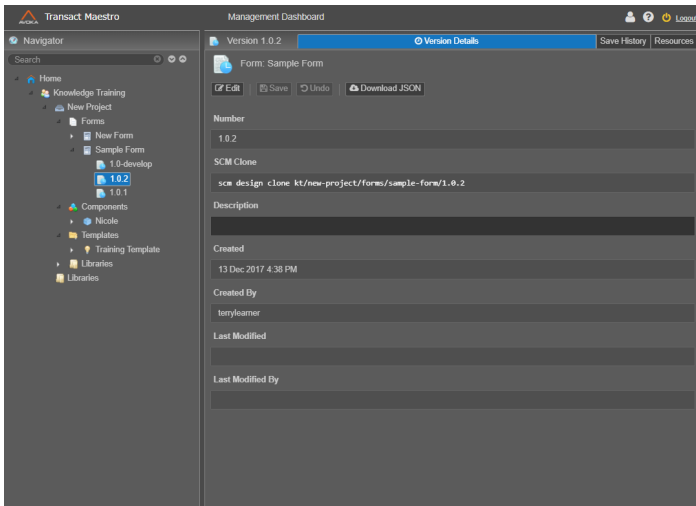 AVOKA
Transact Maestro
Management Dashboard
Logout
Navigator
Search
Home
Knowledge Training
New Project
Forms
New Form
Sample Form
1.0-develop
1.0.2
1.0.1
Components
Nicole
Templates
Training Template
Libraries
Libraries
Version 1.0.2
Version Details
Save History
Resources
Form: Sample Form
Edit
Save
Undo
Download JSON
Number
1.0.2
SCM Clone
scm design clone kt/new-project/forms/sample-form/1.0.2
Description
Created
13 Dec 2017 4:38 PM
Created By
terrylearner
Last Modified
Last Modified By